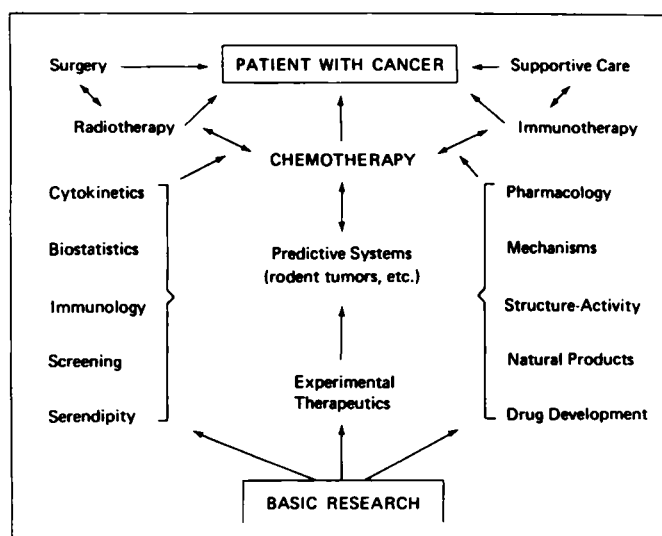 Surgery
PATIENT WITH CANCER
Supportive Care
Radiotherapy
Immunotherapy
CHEMOTHERAPY
Cytokinetics
Pharmacology
Biostatistics
Predictive Systems
(rodent tumors, etc.)
Mechanisms
Immunology
Structure-Activity
Screening
Experimental
Therapeutics
Natural Products
Serendipity
Drug Development
BASIC RESEARCH